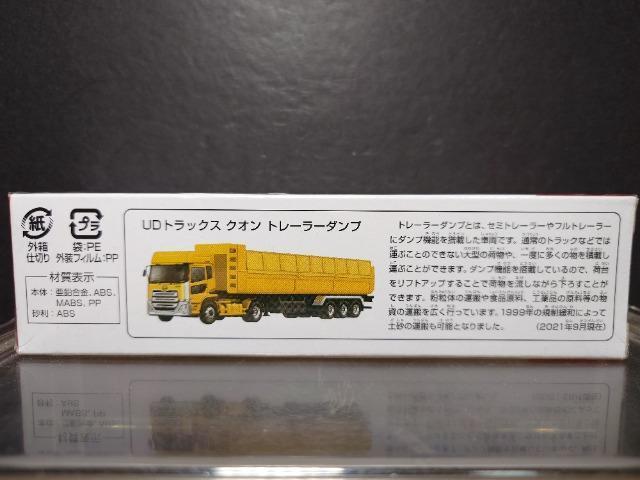 紙
外箱
仕切り
プラ
袋:PE
外装フィルム:PP
材質表示
本体：亜鉛合金、ABS、
MABS、PP
砂利：ABS
UDトラックス クオン トレーラーダンプ
トレーラーダンプとは、セミトレーラーやフルトレーラー
にダンプ機能を搭載した車両です。通常のトラックなどでは
運ぶことのできない大型の荷物や、一度に多くの物を積載し
運ぶことができます。ダンプ機能を搭載しているので、荷台
をリフトアップすることで荷物を流しながら下ろすことが
できます。粉粒体の運搬や食品原料、工業品の原料等の物
資の運搬を広く行っています。1999年の規制緩和によって
土砂の運搬も可能となりました。
（2021年9月現在）